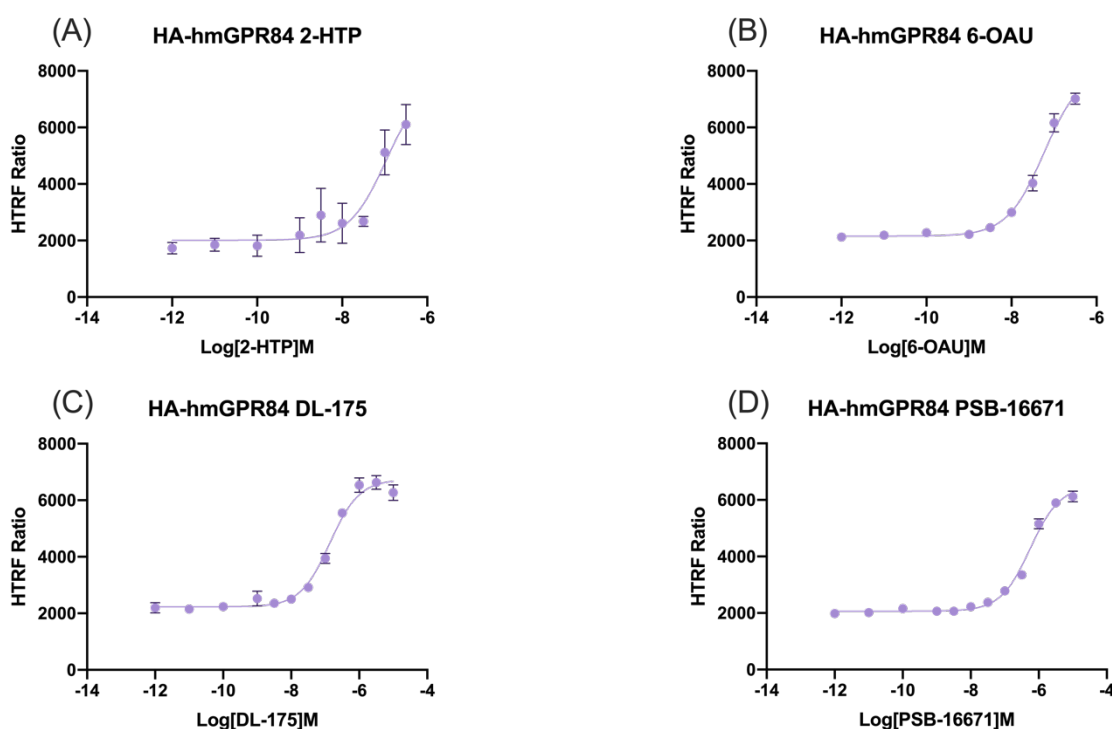 (A)
HA-hmGPR84 2-HTP
8000
6000
4000
2000
0
HTRF Ratio
-14 -12 -10 -8 -6
Log[2-HTP]M
(B)
HA-hmGPR84 6-OAU
8000
6000
4000
2000
0
HTRF Ratio
-14 -12 -10 -8 -6
Log[6-OAU]M
(C)
HA-hmGPR84 DL-175
8000
6000
4000
2000
0
HTRF Ratio
-14 -12 -10 -8 -6 -4
Log[DL-175]M
(D)
HA-hmGPR84 PSB-16671
8000
6000
4000
2000
0
HTRF Ratio
-14 -12 -10 -8 -6 -4
Log[PSB-16671]M